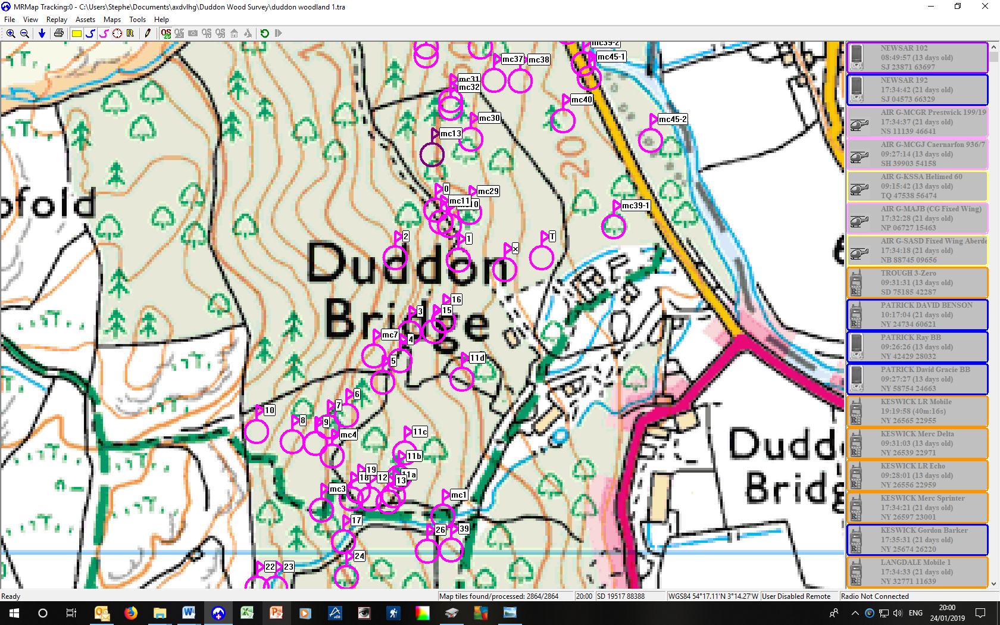 MRMap Tracking:0 - C:\Users\Stephe\Documents\axdvlhg\Duddon Wood Survey\duddon woodland 1.tra
File View Replay Assets Maps Tools Help
mc39-2
mc37 mc38 mc45-1
mc31
mc32
mc40
mc30 mc45-2
mc13
20
0 mc29
mc11
mc39-1
ofold
2 1 T
x
Duddon
Bridge
16
3 15
mc7 4
5 11d
6
10 7
8 9
mc4 11c
11b
19
18 12 11a
13
mc3 mc1
17 26 39
24
22 23
Dudd
Bridg
NEWSAR 102
08:49:57 (13 days old)
SJ 23871 63697
NEWSAR 192
17:34:42 (21 days old)
SJ 04573 66329
AIR G-MCGR Prestwick 199/19
17:34:37 (21 days old)
NS 11139 46641
AIR G-MCGJ Caernarfon 936/7
09:27:14 (13 days old)
SH 39903 54158
AIR G-KSSA Helimed 60
09:15:42 (13 days old)
TQ 47538 56474
AIR G-MAJB (CG Fixed Wing)
17:32:28 (21 days old)
NP 06727 15463
AIR G-SASD Fixed Wing Aberde
17:34:18 (21 days old)
NB 88745 09656
TROUGH 3-Zero
09:31:31 (13 days old)
SD 75185 42287
PATRICK DAVID BENSON
10:17:04 (21 days old)
NY 24734 60621
PATRICK Ray BB
09:26:26 (13 days old)
NY 42429 28032
PATRICK David Gracie BB
09:27:27 (13 days old)
NY 58754 24663
KESWICK LR Mobile
19:19:58 (40m:16s)
NY 26565 22955
KESWICK Merc Delta
09:31:03 (13 days old)
NY 26539 22971
KESWICK LR Echo
09:28:01 (13 days old)
NY 26556 22959
KESWICK Merc Sprinter
17:34:21 (21 days old)
NY 26597 23001
KESWICK Gordon Barker
17:35:31 (21 days old)
NY 25674 26220
LANGDALE Mobile 1
17:34:33 (21 days old)
NY 32771 11639
Ready Map tiles found/processed: 2864/2864 20:00 SD 19517 88388 WGS84 54°17.11'N 3°14.27'W User Disabled Remote Radio Not Connected
ENG
20:00
24/01/2019